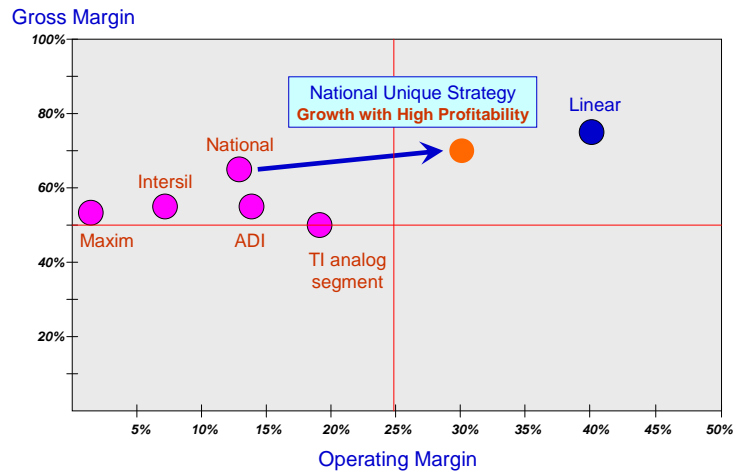 Gross Margin
100%
National Unique Strategy
Growth with High Profitability
Linear
80%
National
Intersil
60%
Maxim
ADI
TI analog
segment
40%
20%
5%
10%
15%
20%
25%
30%
35%
40%
45%
50%
Operating Margin